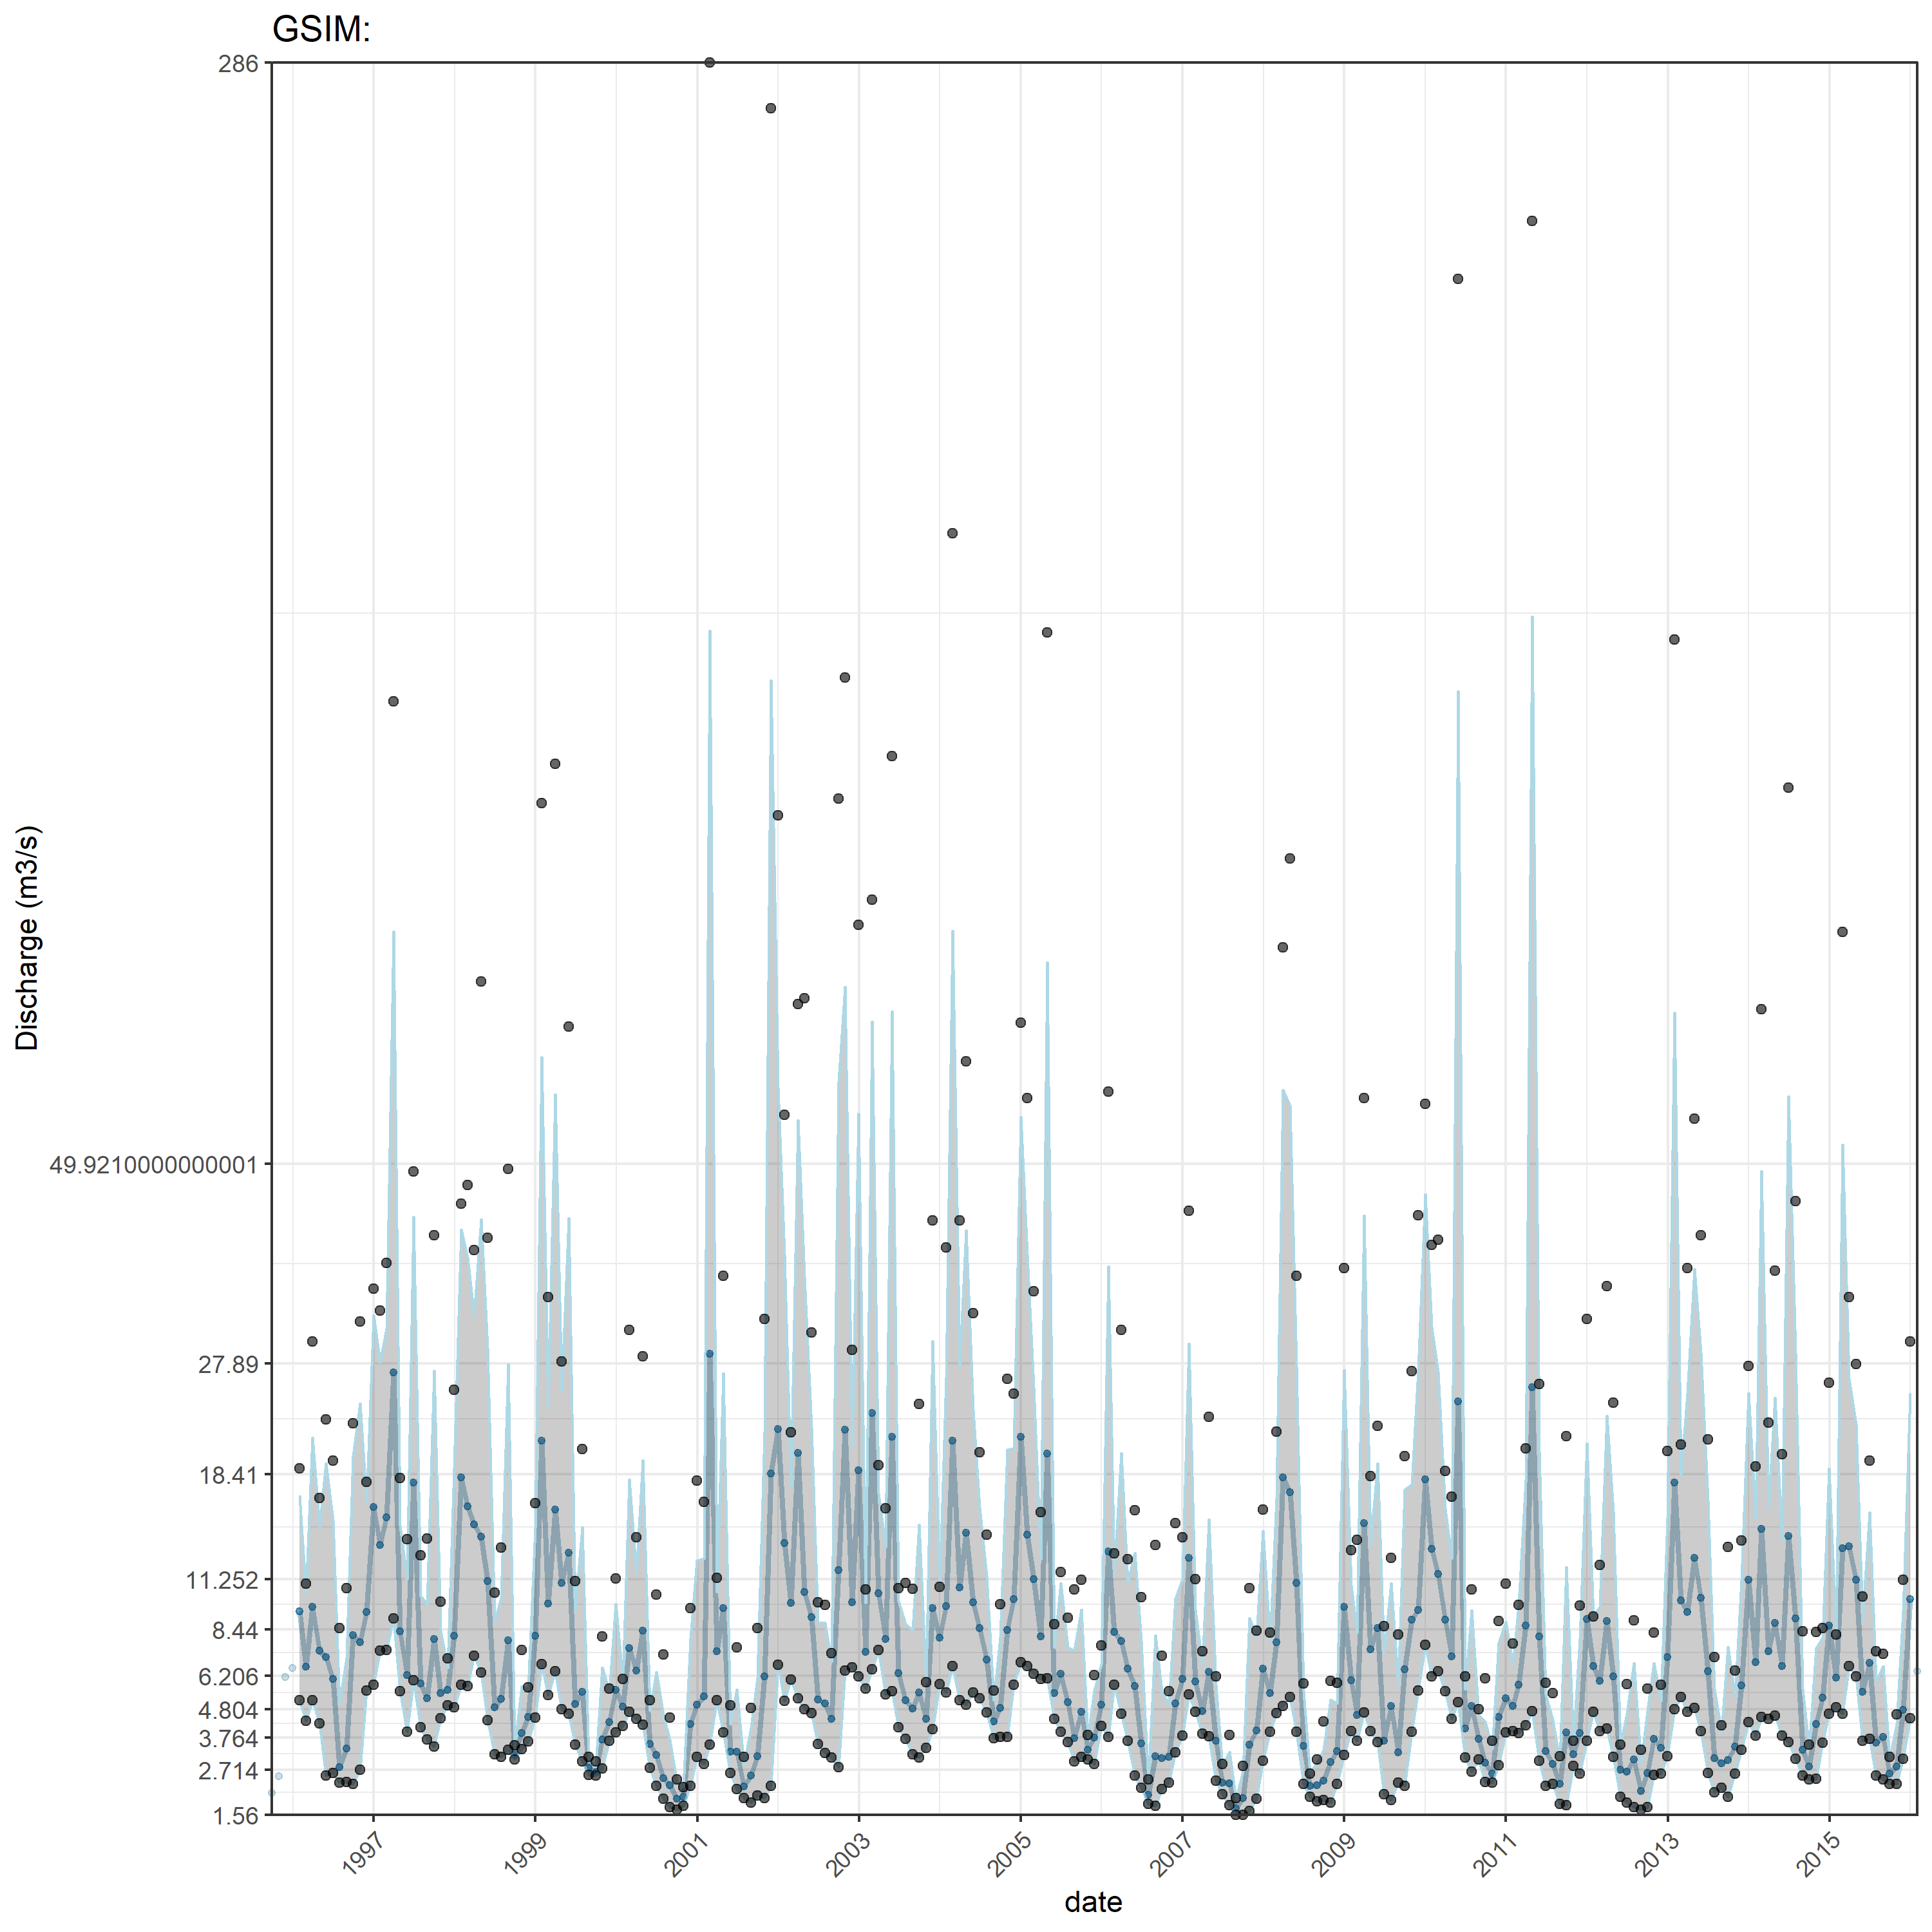 GSIM:
286
49.9210000000001
27.89
18.41
11.252
8.44
6.206
4.804
3.764
2.714
1.56
Discharge (m3/s)
1997 1999 2001 2003 2005 2007 2009 2011 2013 2015
date